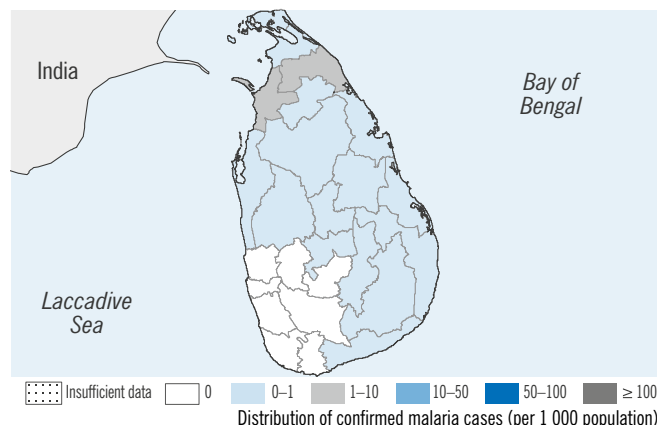 India
Bay of
Bengal
Laccadive
Sea
Insufficient data 0 0–1 1–10 10–50 50–100 ≥ 100
Distribution of confirmed malaria cases (per 1 000 population)